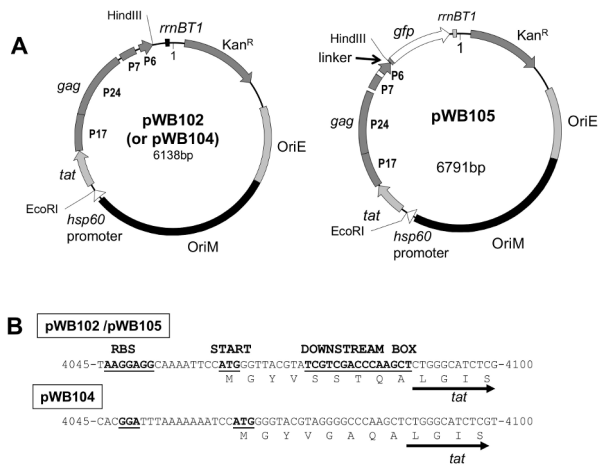 A
HindIII
rrnBT1
1
KanR
P6
P7
gag
P24
P17
pWB102
(or pWB104)
6138bp
OriE
tat
EcoRI
hsp60
promoter
OriM
HindIII
gfp
rrnBT1
1
KanR
linker
P6
P7
gag
P24
P17
pWB105
6791bp
OriE
tat
EcoRI
hsp60
promoter
OriM
B
pWB102 /pWB105
RBS START DOWNSTREAM BOX
4045-TAAGGAGGCAAAATTCCATGGGTTACGTATCGTCGACCCAAGCTCTGGGCATCTCG-4100
M G Y V S S T Q A L G I S
tat
pWB104
4045-CACGGATTTAAAAAAATCCATGGGGTACGTAGGGGCCCAAGCTCTGGGCATCTCGT-4100
M G Y V G A Q A L G I S
tat